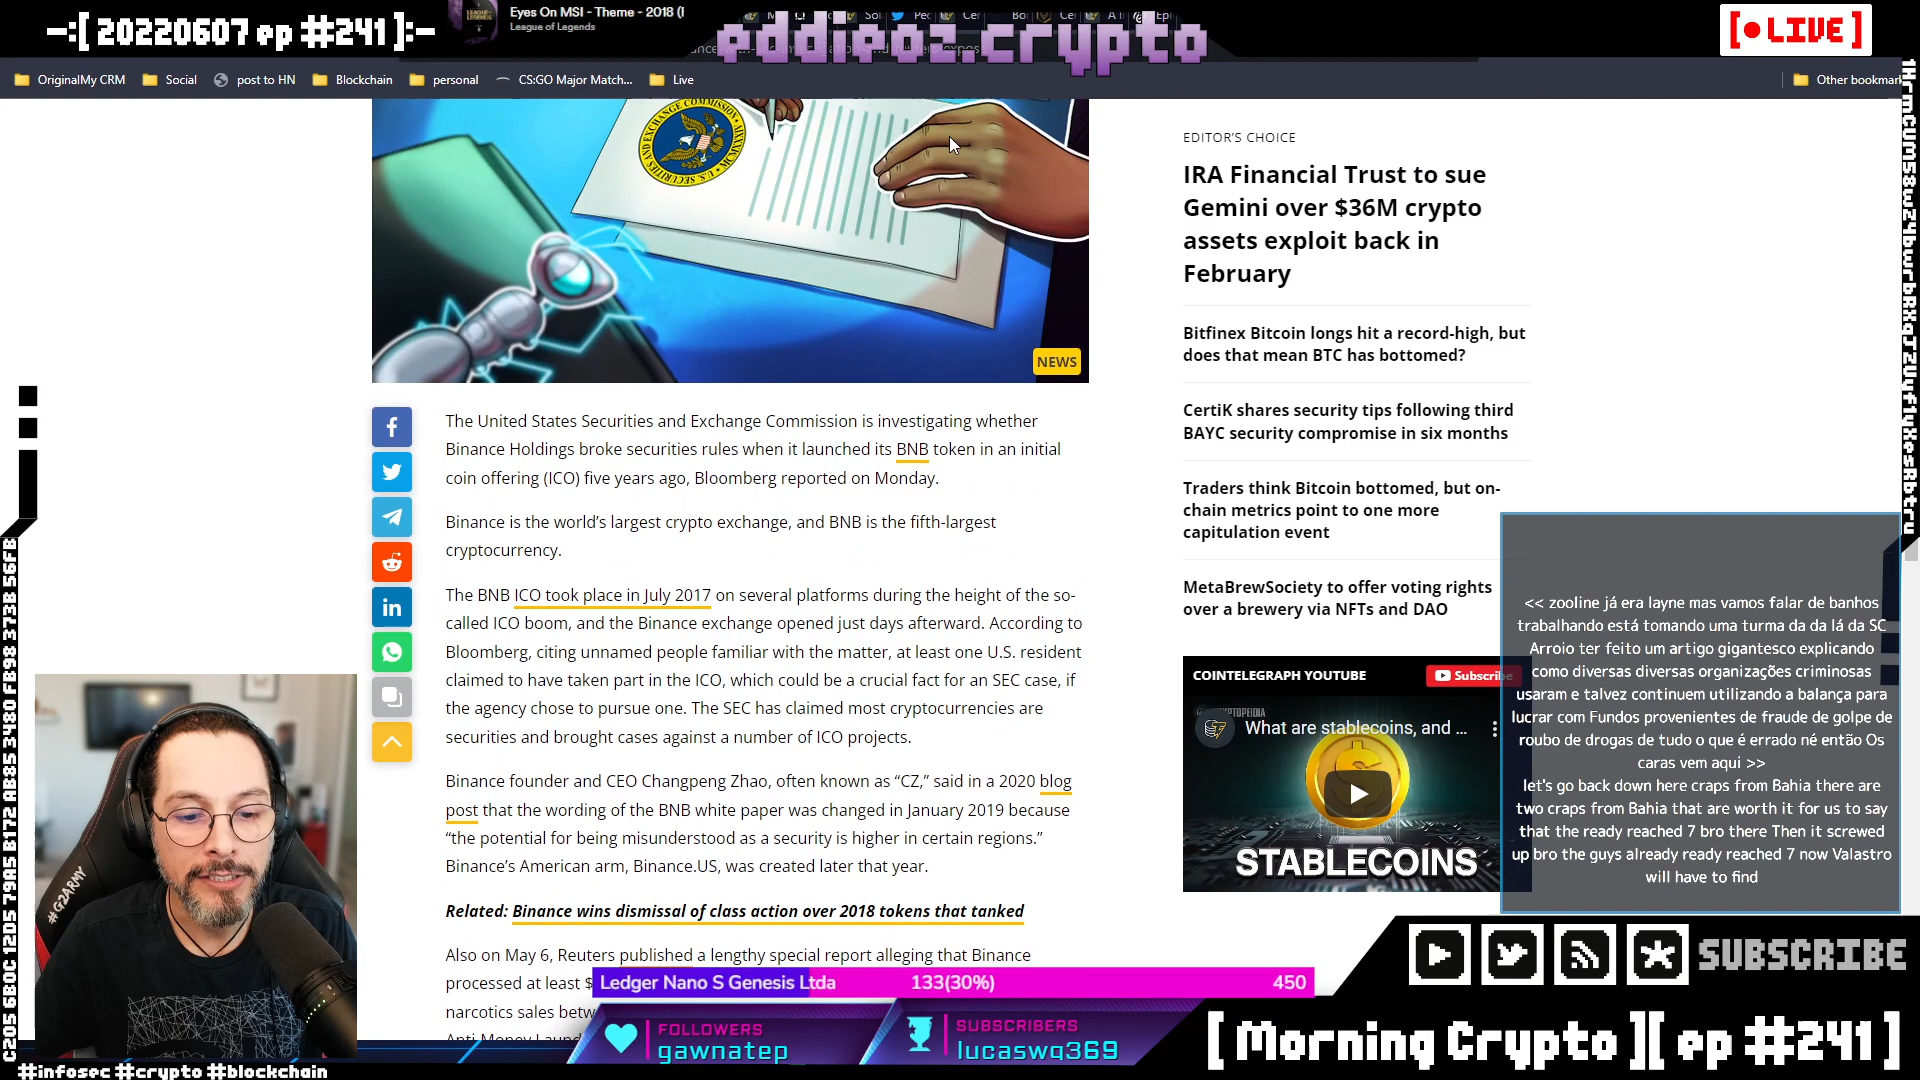 -:[ 20220607 ep #241 ]:-
Eyes On MSI - Theme - 2018 (I
League of Legends
eddieoz.crypto
[ LIVE ]
OriginalMy CRM
Social
post to HN
Blockchain
personal
CS:GO Major Match...
Live
Other bookmark
NEWS
The United States Securities and Exchange Commission is investigating whether
Binance Holdings broke securities rules when it launched its BNB token in an initial
coin offering (ICO) five years ago, Bloomberg reported on Monday.
Binance is the world’s largest crypto exchange, and BNB is the fifth-largest
cryptocurrency.
The BNB ICO took place in July 2017 on several platforms during the height of the so-
called ICO boom, and the Binance exchange opened just days afterward. According to
Bloomberg, citing unnamed people familiar with the matter, at least one U.S. resident
claimed to have taken part in the ICO, which could be a crucial fact for an SEC case, if
the agency chose to pursue one. The SEC has claimed most cryptocurrencies are
securities and brought cases against a number of ICO projects.
Binance founder and CEO Changpeng Zhao, often known as “CZ,” said in a 2020 blog
post that the wording of the BNB white paper was changed in January 2019 because
“the potential for being misunderstood as a security is higher in certain regions.”
Binance’s American arm, Binance.US, was created later that year.
Related: Binance wins dismissal of class action over 2018 tokens that tanked
Also on May 6, Reuters published a lengthy special report alleging that Binance
processed at least $
narcotics sales betw
EDITOR’S CHOICE
IRA Financial Trust to sue
Gemini over $36M crypto
assets exploit back in
February
Bitfinex Bitcoin longs hit a record-high, but
does that mean BTC has bottomed?
CertiK shares security tips following third
BAYC security compromise in six months
Traders think Bitcoin bottomed, but on-
chain metrics point to one more
capitulation event
MetaBrewSociety to offer voting rights
over a brewery via NFTs and DAO
COINTELEGRAPH YOUTUBE
Subscribe
What are stablecoins, and ...
STABLECOINS
<< zooline já era layne mas vamos falar de banhos
trabalhando está tomando uma turma da da lá da SC
Arroio ter feito um artigo gigantesco explicando
como diversas diversas organizações criminosas
usaram e talvez continuem utilizando a balança para
lucrar com Fundos provenientes de fraude de golpe de
roubo de drogas de tudo o que é errado né então Os
caras vem aqui >>
let's go back down here craps from Bahia there are
two craps from Bahia that are worth it for us to say
that the ready reached 7 bro there Then it screwed
up bro the guys already ready reached 7 now Valastro
will have to find
#G2ARMY
Ledger Nano S Genesis Ltda 133(30%) 450
FOLLOWERS
gawnatep
SUBSCRIBERS
lucaswq369
SUBSCRIBE
[ Morning Crypto ][ ep #241 ]
#infosec #crypto #blockchain
C205 6B0C 12D5 79A5 B172 AB85 3480 FB98 373B 56FB